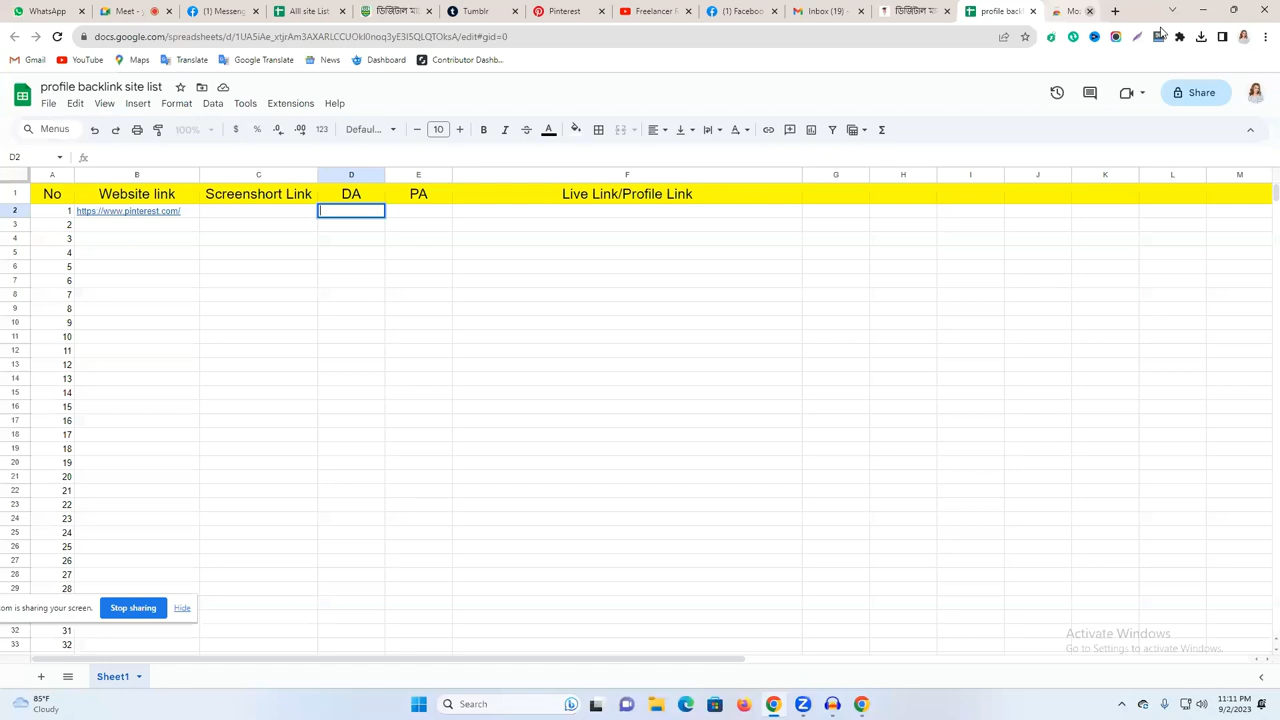 WhatsApp
Meet -
(9) Messeng
Alll site List
ডিজিটাল মার্ক
Tumblr
Pinterest
Freelancer F
(2) Facebook
Inbox (19) -
profile backl
Moz
docs.google.com/spreadsheets/d/1UA5iAe_xtjrAm3AXARLCCUOkl0noq3yE3I5QLQTOksA/edit#gid=0
Gmail
YouTube
Maps
Translate
Google Translate
News
Dashboard
Contributor Dashb...
profile backlink site list
File Edit View Insert Format Data Tools Extensions Help
Share
Menus
100%
$ % .0 .00 123
Defaul...
10
B
I
A
Σ
D2
fx
A B C D E F G H I J K L M
1 No Website link Screenshort Link DA PA Live Link/Profile Link
2 1 https://www.pinterest.com/
3 2
4 3
5 4
6 5
7 6
8 7
9 8
10 9
11 10
12 11
13 12
14 13
15 14
16 15
17 16
18 17
19 18
20 19
21 20
22 21
23 22
24 23
25 24
26 25
27 26
28 27
29 28
com is sharing your screen. Stop sharing Hide
32 31
33 32
Activate Windows
Go to Settings to activate Windows.
Sheet1
85°F
Cloudy
Search
11:11 PM
9/2/2023